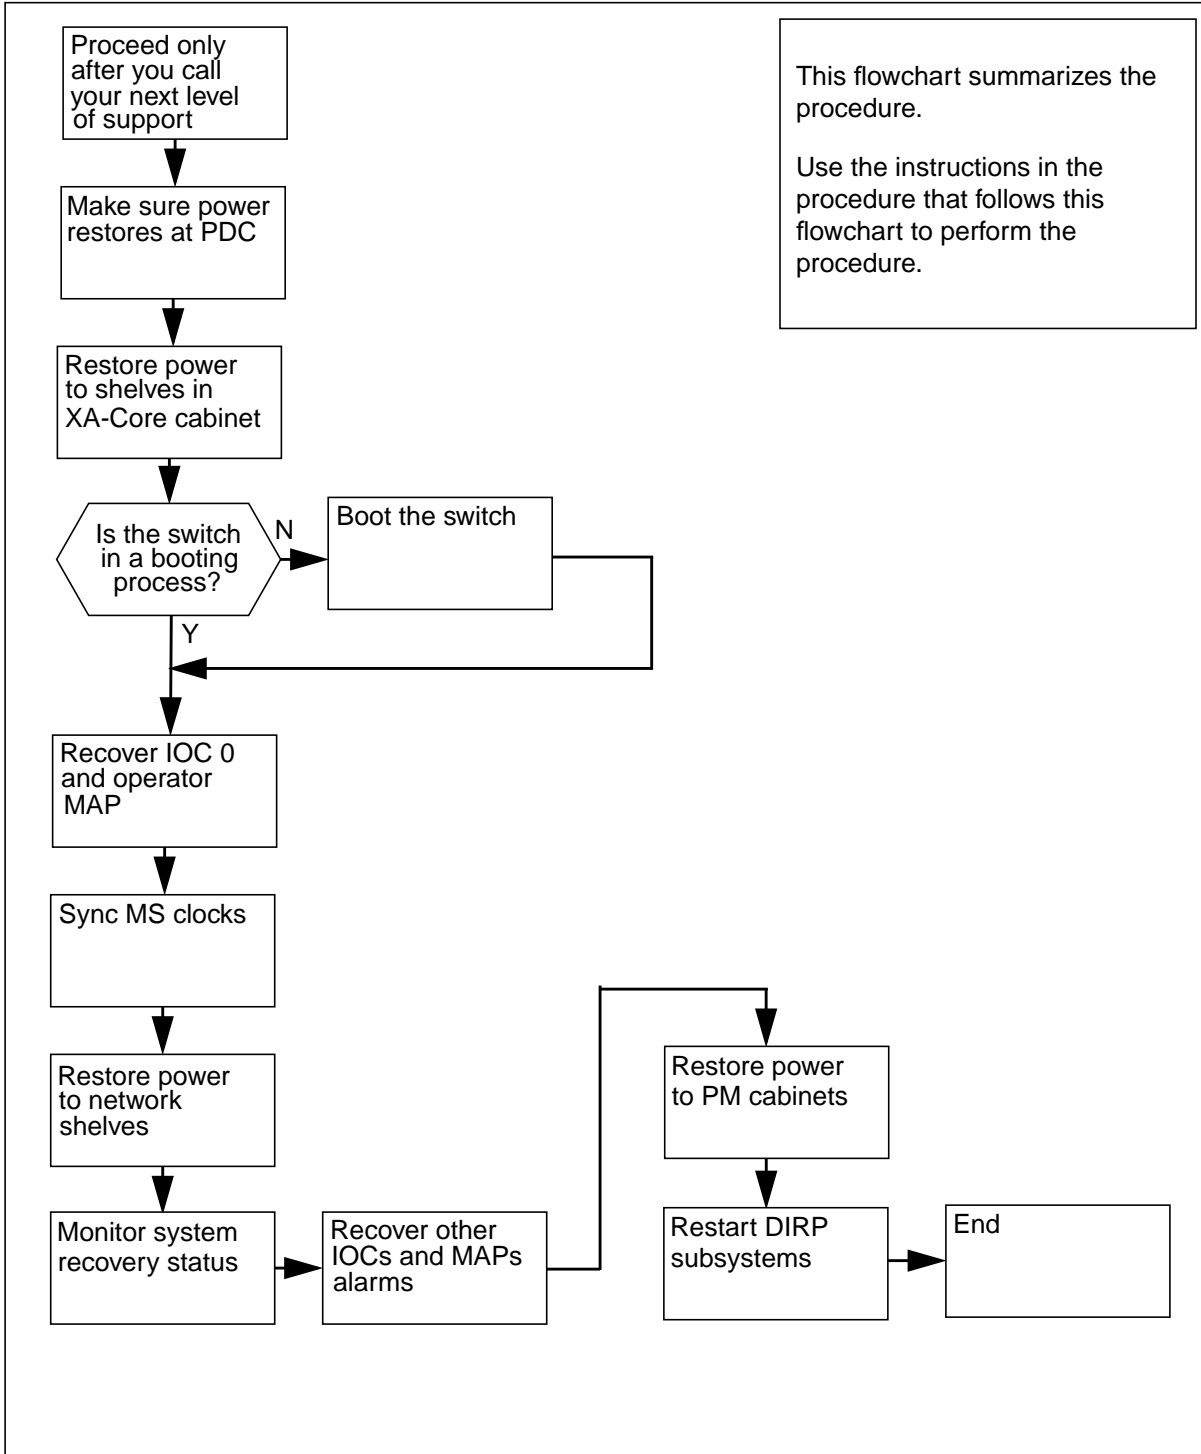 Proceed only
after you call
your next level
of support
This flowchart summarizes the
procedure.
Use the instructions in the
procedure that follows this
flowchart to perform the
procedure.
Make sure power
restores at PDC
Restore power
to shelves in
XA-Core cabinet
Is the switch
in a booting
process?
N
Boot the switch
Y
Recover IOC 0
and operator
MAP
Sync MS clocks
Restore power
to network
shelves
Monitor system
recovery status
Recover other
IOCs and MAPs
alarms
Restore power
to PM cabinets
Restart DIRP
subsystems
End